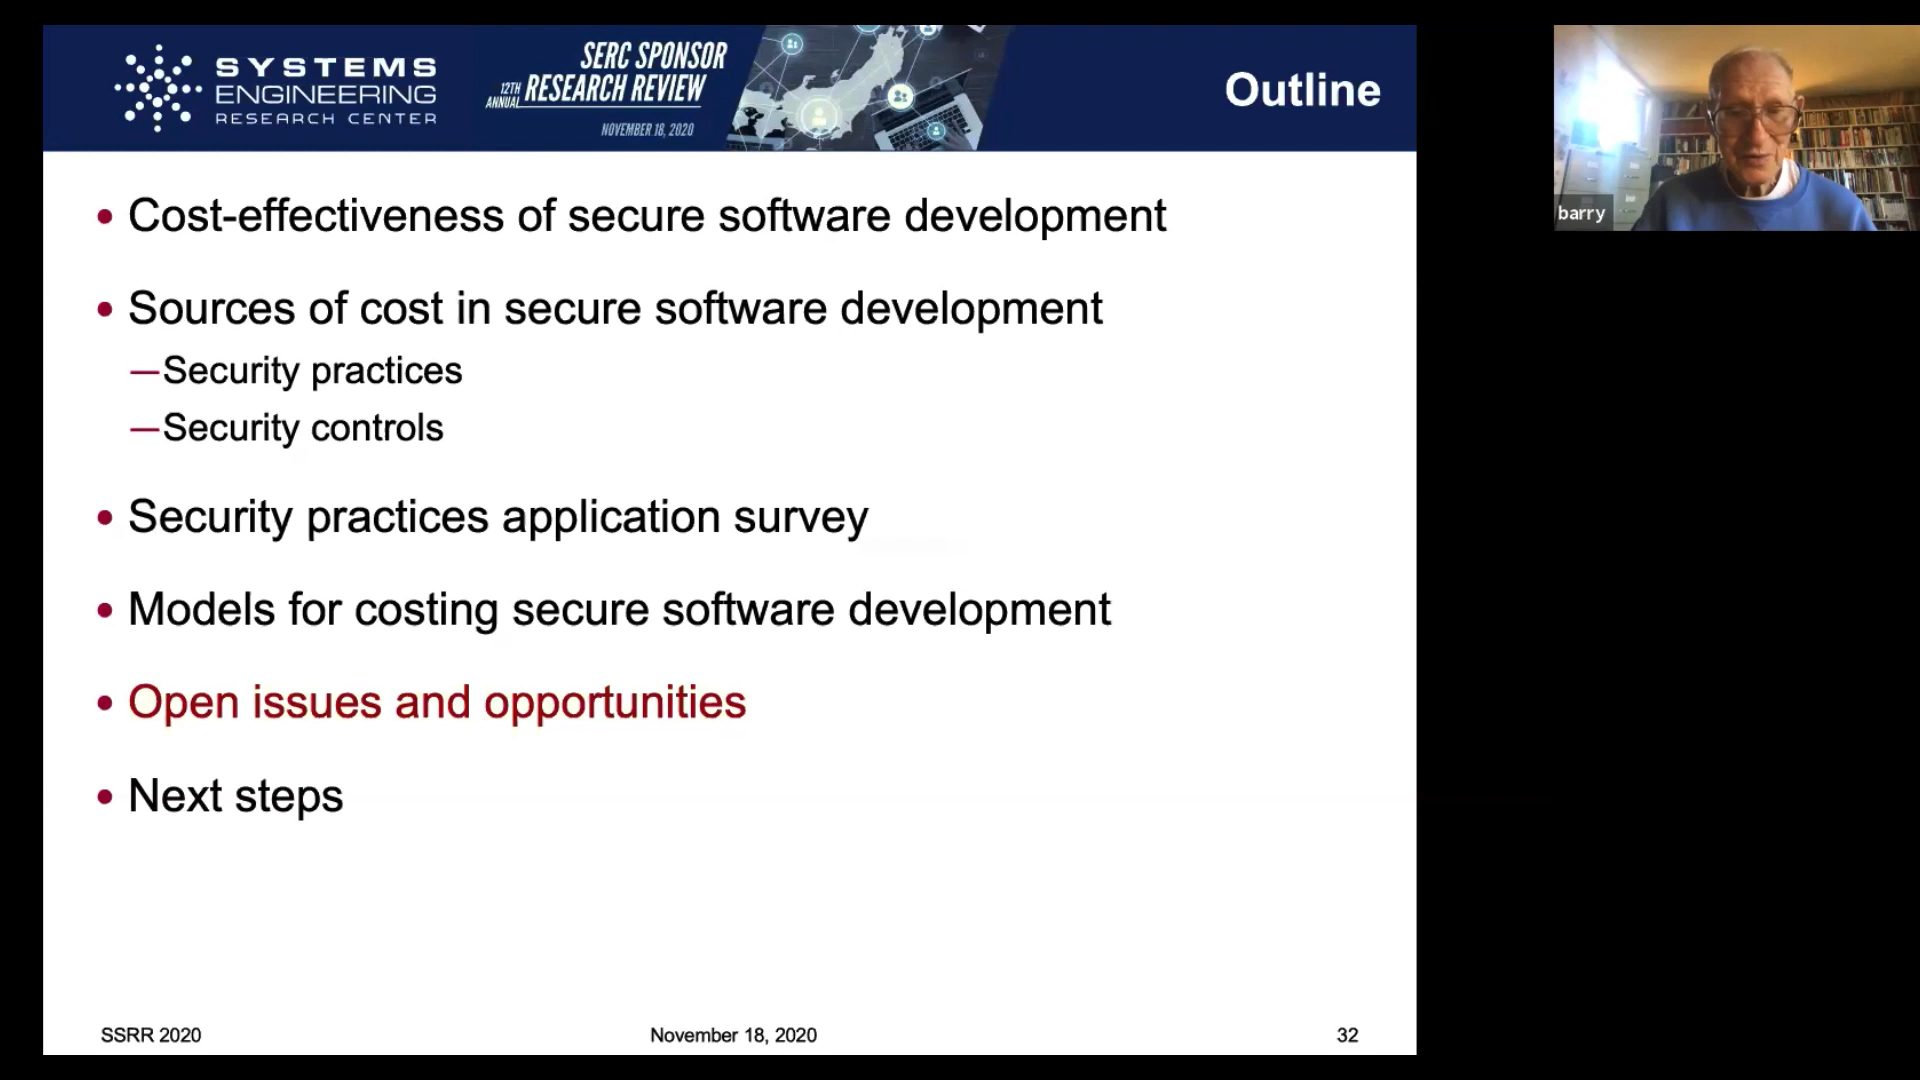 SYSTEMS
ENGINEERING
RESEARCH CENTER
SERC SPONSOR
12TH ANNUAL RESEARCH REVIEW
NOVEMBER 18, 2020
Outline
barry
• Cost-effectiveness of secure software development
• Sources of cost in secure software development
—Security practices
—Security controls
• Security practices application survey
• Models for costing secure software development
• Open issues and opportunities
• Next steps
SSRR 2020
November 18, 2020
32